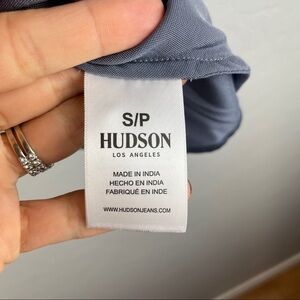 S/P
HUDSON
LOS ANGELES
MADE IN INDIA
HECHO EN INDIA
FABRIQUÉ EN INDE
WWW.HUDSONJEANS.COM